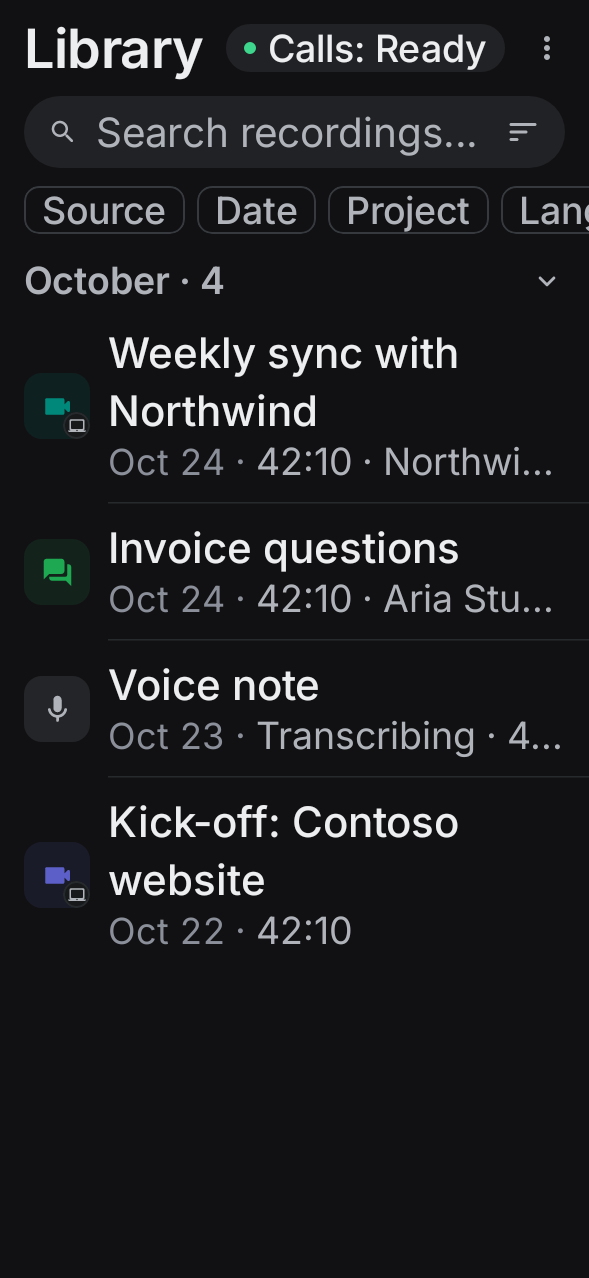 Library
Calls: Ready
Search recordings...
Source
Date
Project
Lang
October · 4
Weekly sync with
Northwind
Oct 24 · 42:10 · Northwi...
Invoice questions
Oct 24 · 42:10 · Aria Stu...
Voice note
Oct 23 · Transcribing · 4...
Kick-off: Contoso
website
Oct 22 · 42:10